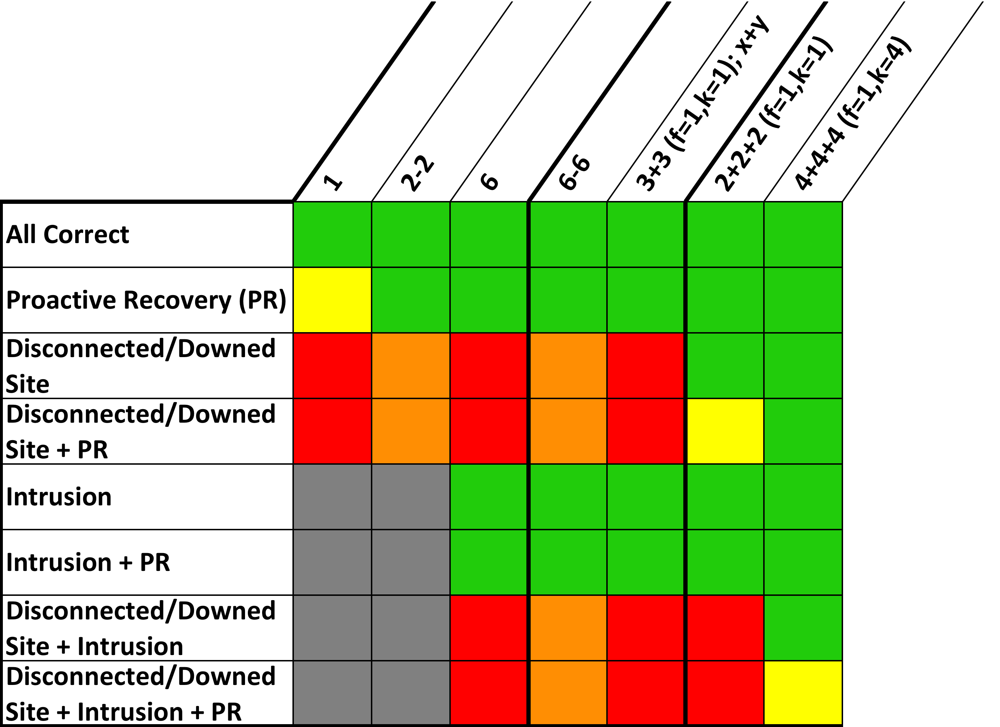 1
2-2
6
6-6
3+3 (f=1,k=1); x+y
2+2+2 (f=1,k=1)
4+4+4 (f=1,k=4)
All Correct
Proactive Recovery (PR)
Disconnected/Downed
Site
Disconnected/Downed
Site + PR
Intrusion
Intrusion + PR
Disconnected/Downed
Site + Intrusion
Disconnected/Downed
Site + Intrusion + PR